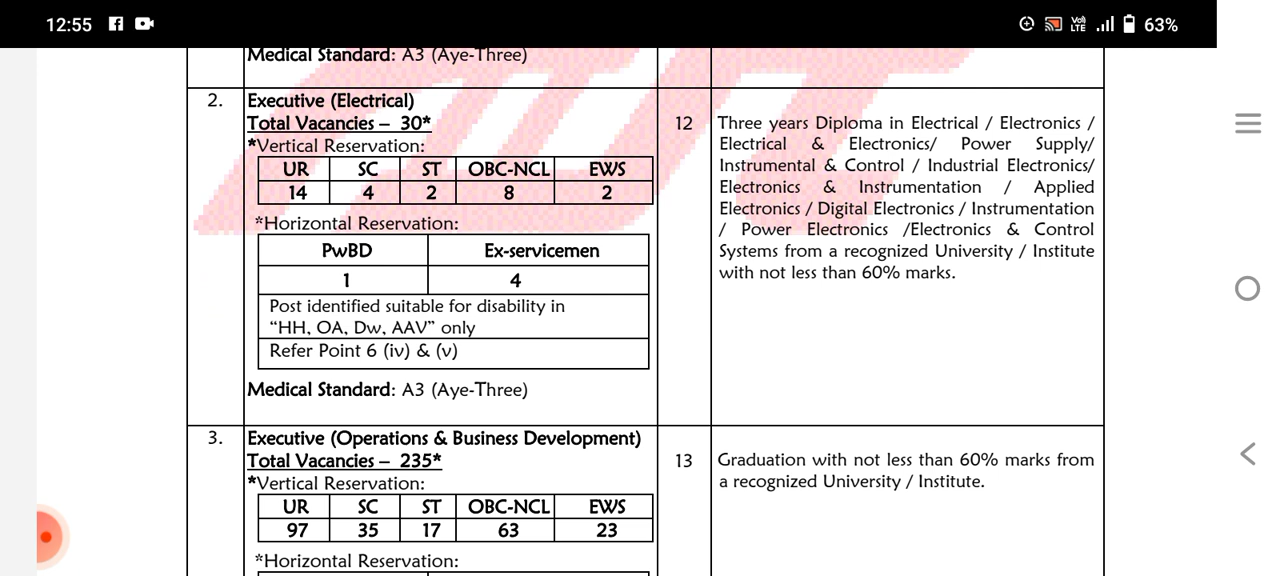 12:55
Vo) LTE 63%
Medical Standard: A3 (Aye-Three)
2. Executive (Electrical)
Total Vacancies – 30*
*Vertical Reservation:
UR SC ST OBC-NCL EWS
14 4 2 8 2
*Horizontal Reservation:
PwBD Ex-servicemen
1 4
Post identified suitable for disability in
“HH, OA, Dw, AAV” only
Refer Point 6 (iv) & (v)
Medical Standard: A3 (Aye-Three)
12
Three years Diploma in Electrical / Electronics /
Electrical & Electronics/ Power Supply/
Instrumental & Control / Industrial Electronics/
Electronics & Instrumentation / Applied
Electronics / Digital Electronics / Instrumentation
/ Power Electronics /Electronics & Control
Systems from a recognized University / Institute
with not less than 60% marks.
3. Executive (Operations & Business Development)
Total Vacancies – 235*
*Vertical Reservation:
UR SC ST OBC-NCL EWS
97 35 17 63 23
*Horizontal Reservation:
13
Graduation with not less than 60% marks from
a recognized University / Institute.